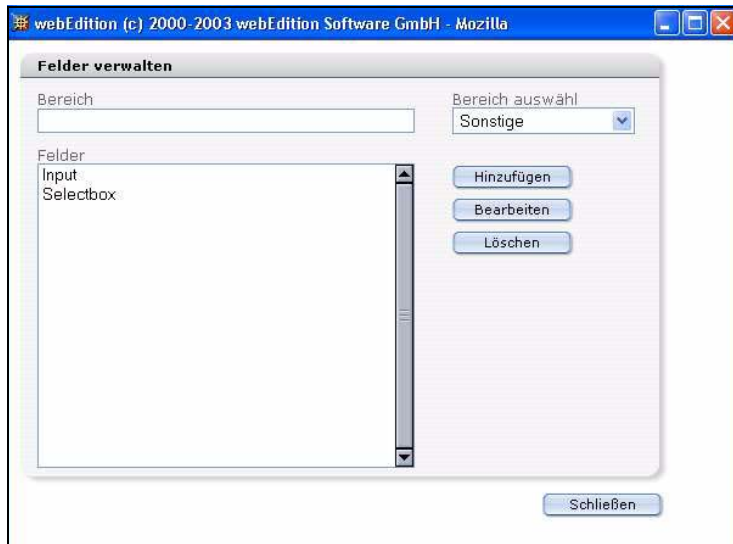 webEdition (c) 2000-2003 webEdition Software GmbH - Mozilla
Felder verwalten
Bereich
Bereich auswähl
Sonstige
Felder
Input
Selectbox
Hinzufügen
Bearbeiten
Löschen
Schließen